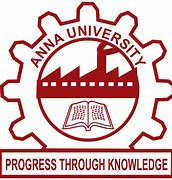 ANNA UNIVERSITY
PROGRESS THROUGH KNOWLEDGE